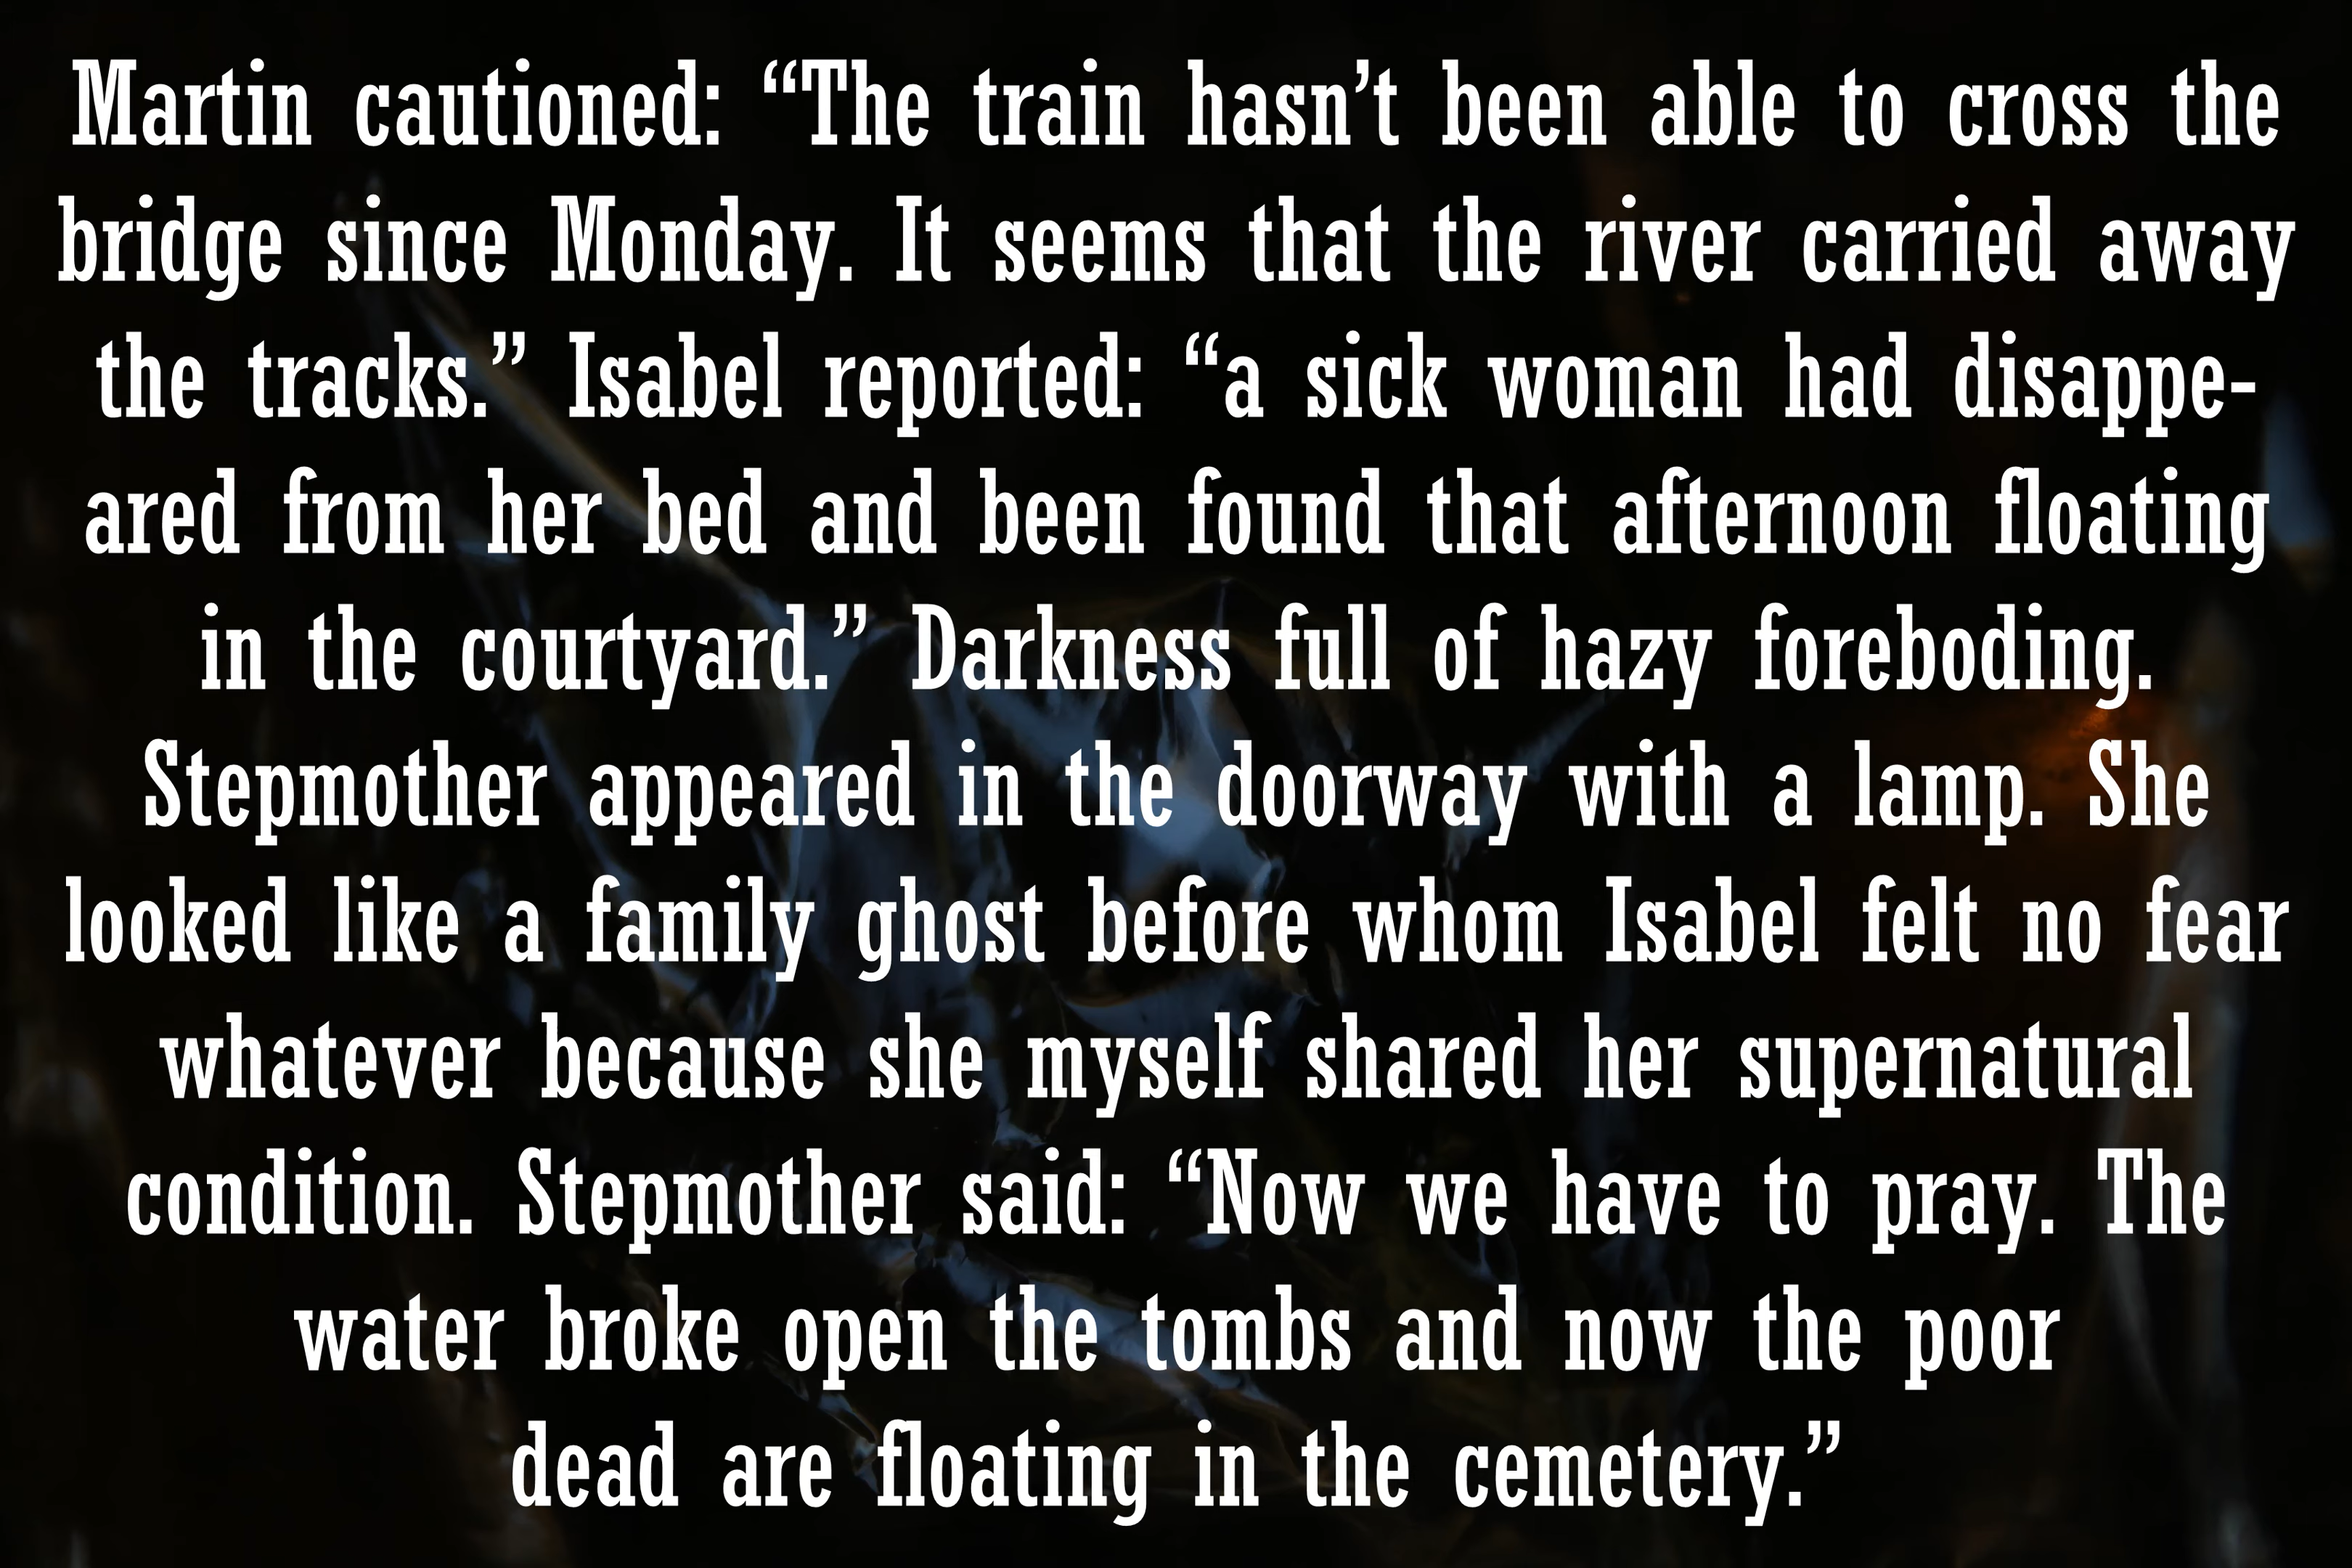 Martin cautioned: “The train hasn’t been able to cross the
bridge since Monday. It seems that the river carried away
the tracks.” Isabel reported: “a sick woman had disappe-
ared from her bed and been found that afternoon floating
in the courtyard.” Darkness full of hazy foreboding.
Stepmother appeared in the doorway with a lamp. She
looked like a family ghost before whom Isabel felt no fear
whatever because she myself shared her supernatural
condition. Stepmother said: “Now we have to pray. The
water broke open the tombs and now the poor
dead are floating in the cemetery.”